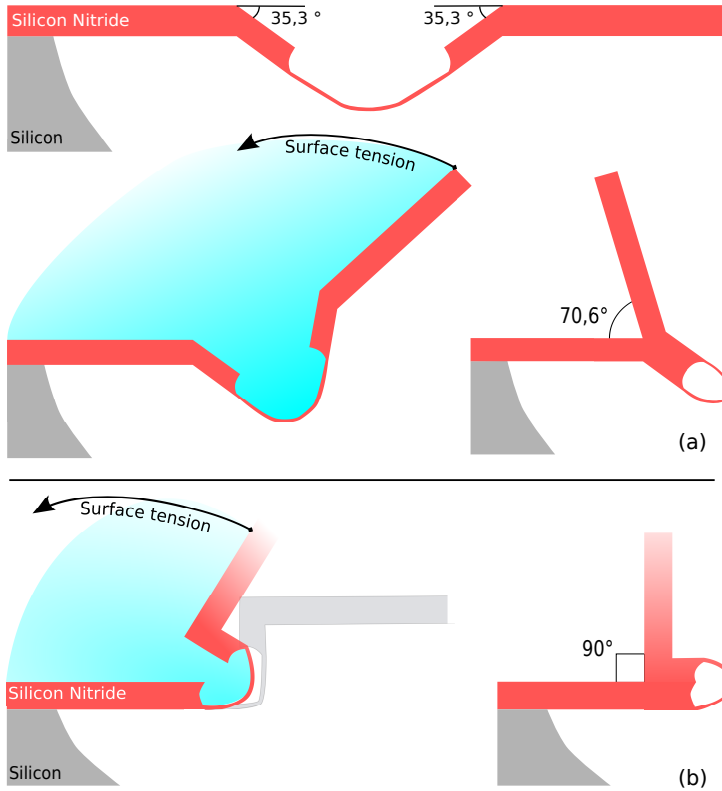 35,3 °
35,3 °
Silicon Nitride
Silicon
Surface tension
70,6°
(a)
Surface tension
90°
Silicon Nitride
Silicon
(b)